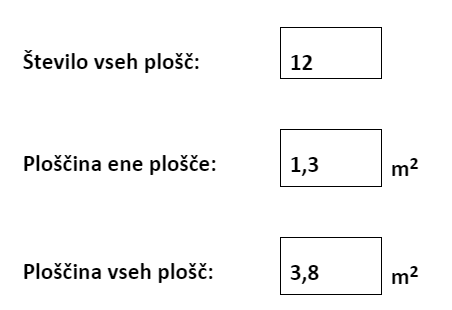 Število vseh plošč: 12
Ploščina ene plošče: 1,3 m²
Ploščina vseh plošč: 3,8 m²